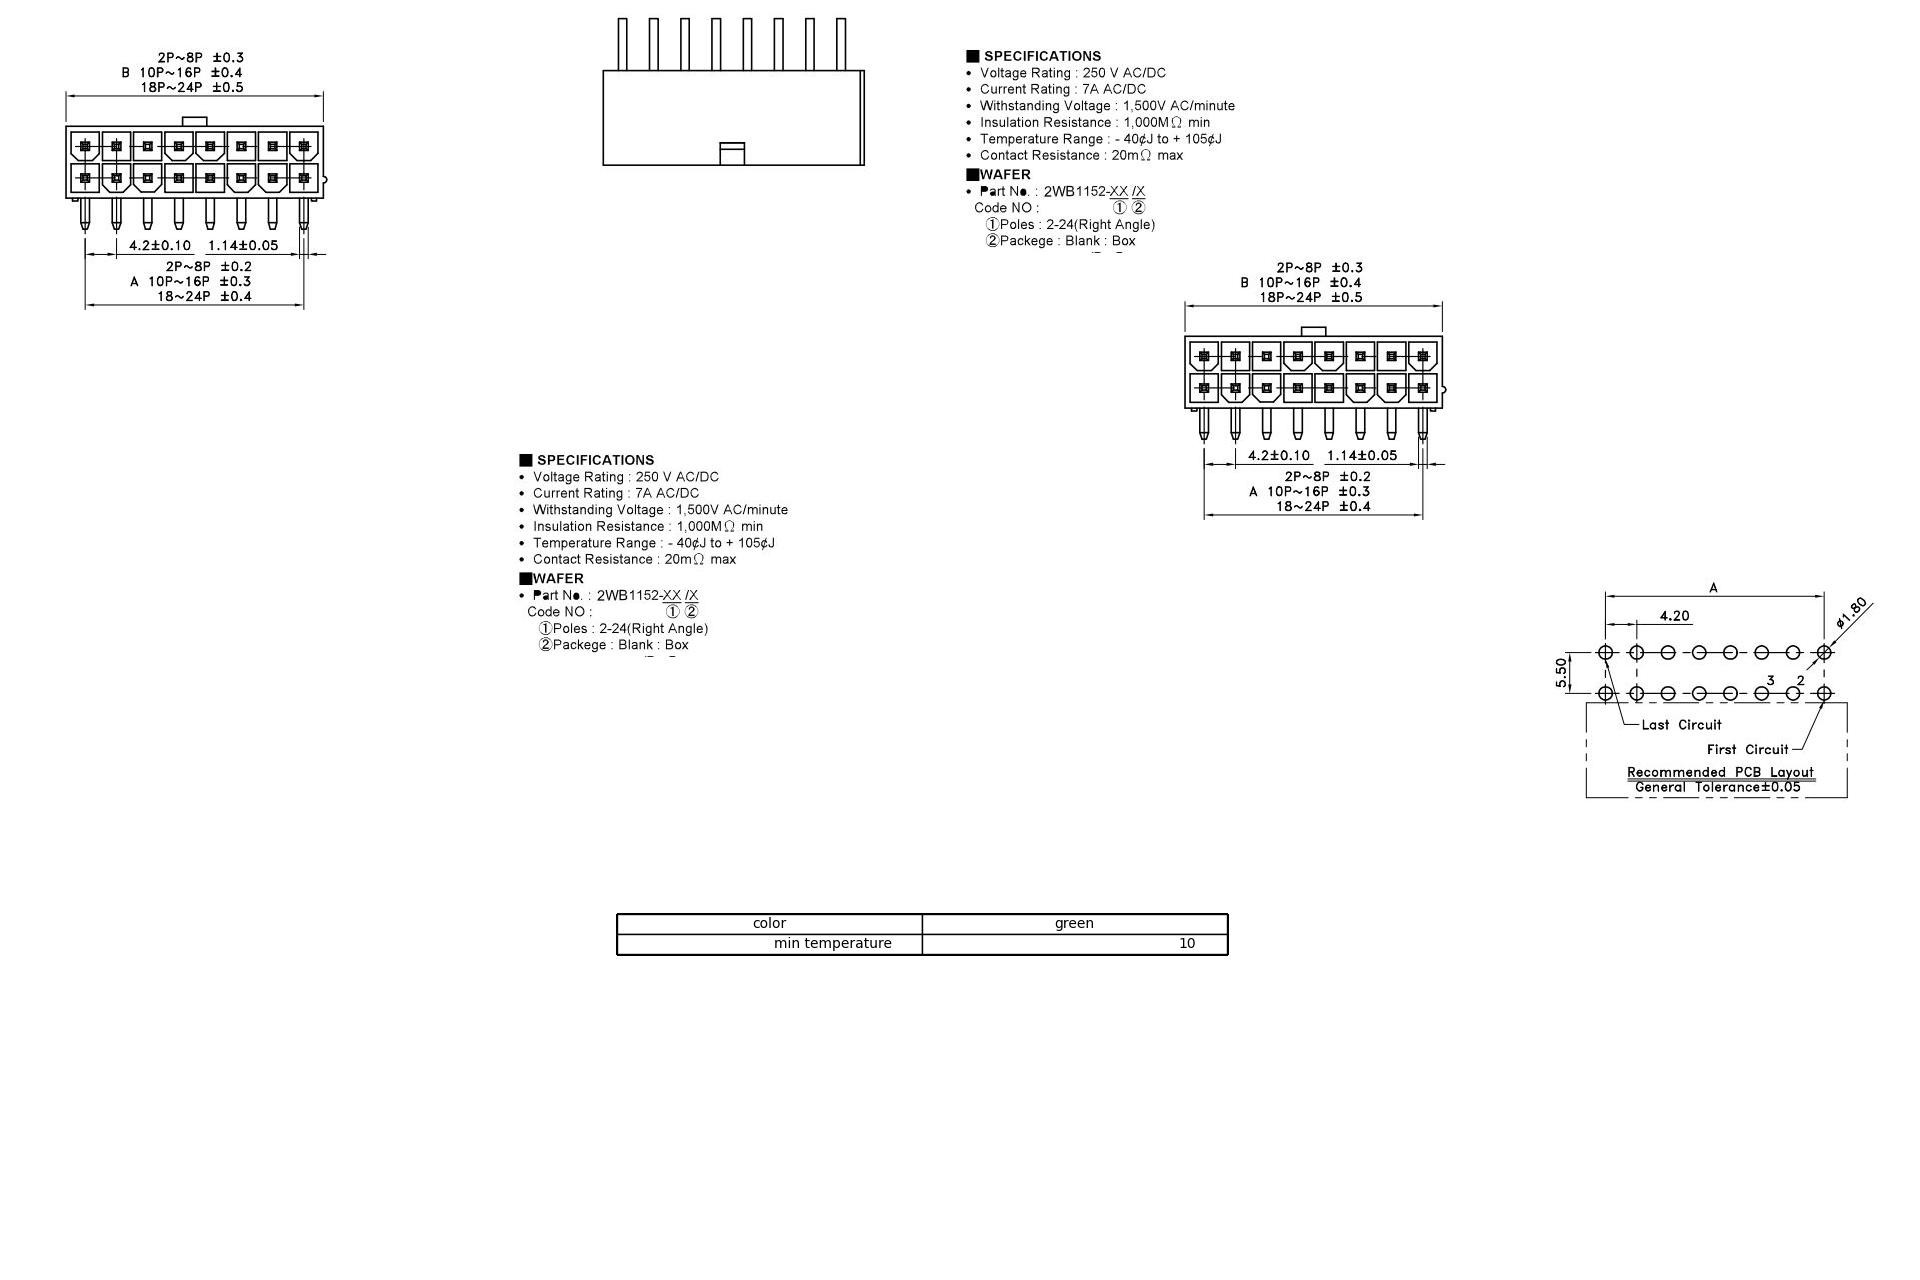 2P~8P ±0.3
B 10P~16P ±0.4
18P~24P ±0.5
4.2±0.10 1.14±0.05
2P~8P ±0.2
A 10P~16P ±0.3
18~24P ±0.4
■ SPECIFICATIONS
• Voltage Rating : 250 V AC/DC
• Current Rating : 7A AC/DC
• Withstanding Voltage : 1,500V AC/minute
• Insulation Resistance : 1,000MΩ min
• Temperature Range : - 40¢J to + 105¢J
• Contact Resistance : 20mΩ max
■WAFER
• Part No. : 2WB1152-XX /X
Code NO : ① ②
①Poles : 2-24(Right Angle)
②Packege : Blank : Box
2P~8P ±0.3
B 10P~16P ±0.4
18P~24P ±0.5
4.2±0.10 1.14±0.05
2P~8P ±0.2
A 10P~16P ±0.3
18~24P ±0.4
■ SPECIFICATIONS
• Voltage Rating : 250 V AC/DC
• Current Rating : 7A AC/DC
• Withstanding Voltage : 1,500V AC/minute
• Insulation Resistance : 1,000MΩ min
• Temperature Range : - 40¢J to + 105¢J
• Contact Resistance : 20mΩ max
■WAFER
• Part No. : 2WB1152-XX /X
Code NO : ① ②
①Poles : 2-24(Right Angle)
②Packege : Blank : Box
A
4.20
ø1.80
5.50
3 2
Last Circuit
First Circuit
Recommended PCB Layout
General Tolerance±0.05
color green
min temperature 10